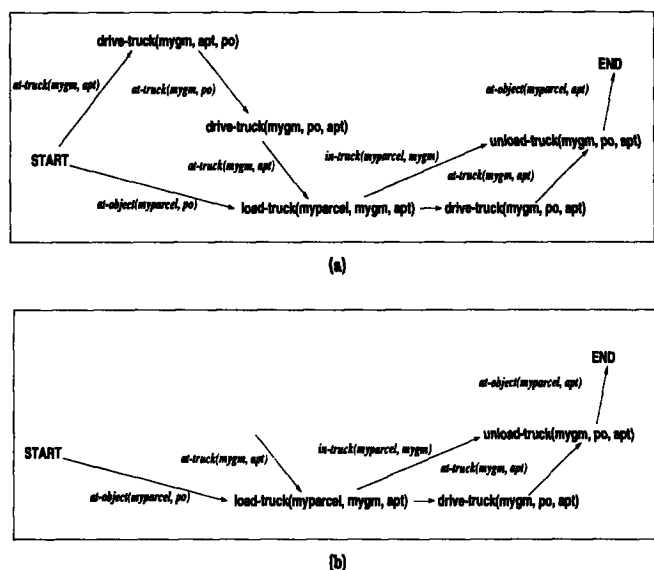 drive-truck(mygm, apt, po)
END
at-truck(mygm, apt)
at-truck(mygm, po)
at-object(myparcel, apt)
drive-truck(mygm, po, apt)
unload-truck(mygm, po, apt)
START
at-truck(mygm, apt)
in-truck(myparcel, mygm)
at-truck(mygm, apt)
at-object(myparcel, po)
load-truck(myparcel, mygm, apt)
drive-truck(mygm, po, apt)
(a)
END
at-object(myparcel, apt)
unload-truck(mygm, po, apt)
START
at-truck(mygm, apt)
in-truck(myparcel, mygm)
at-truck(mygm, apt)
at-object(myparcel, po)
load-truck(myparcel, mygm, apt)
drive-truck(mygm, po, apt)
(b)